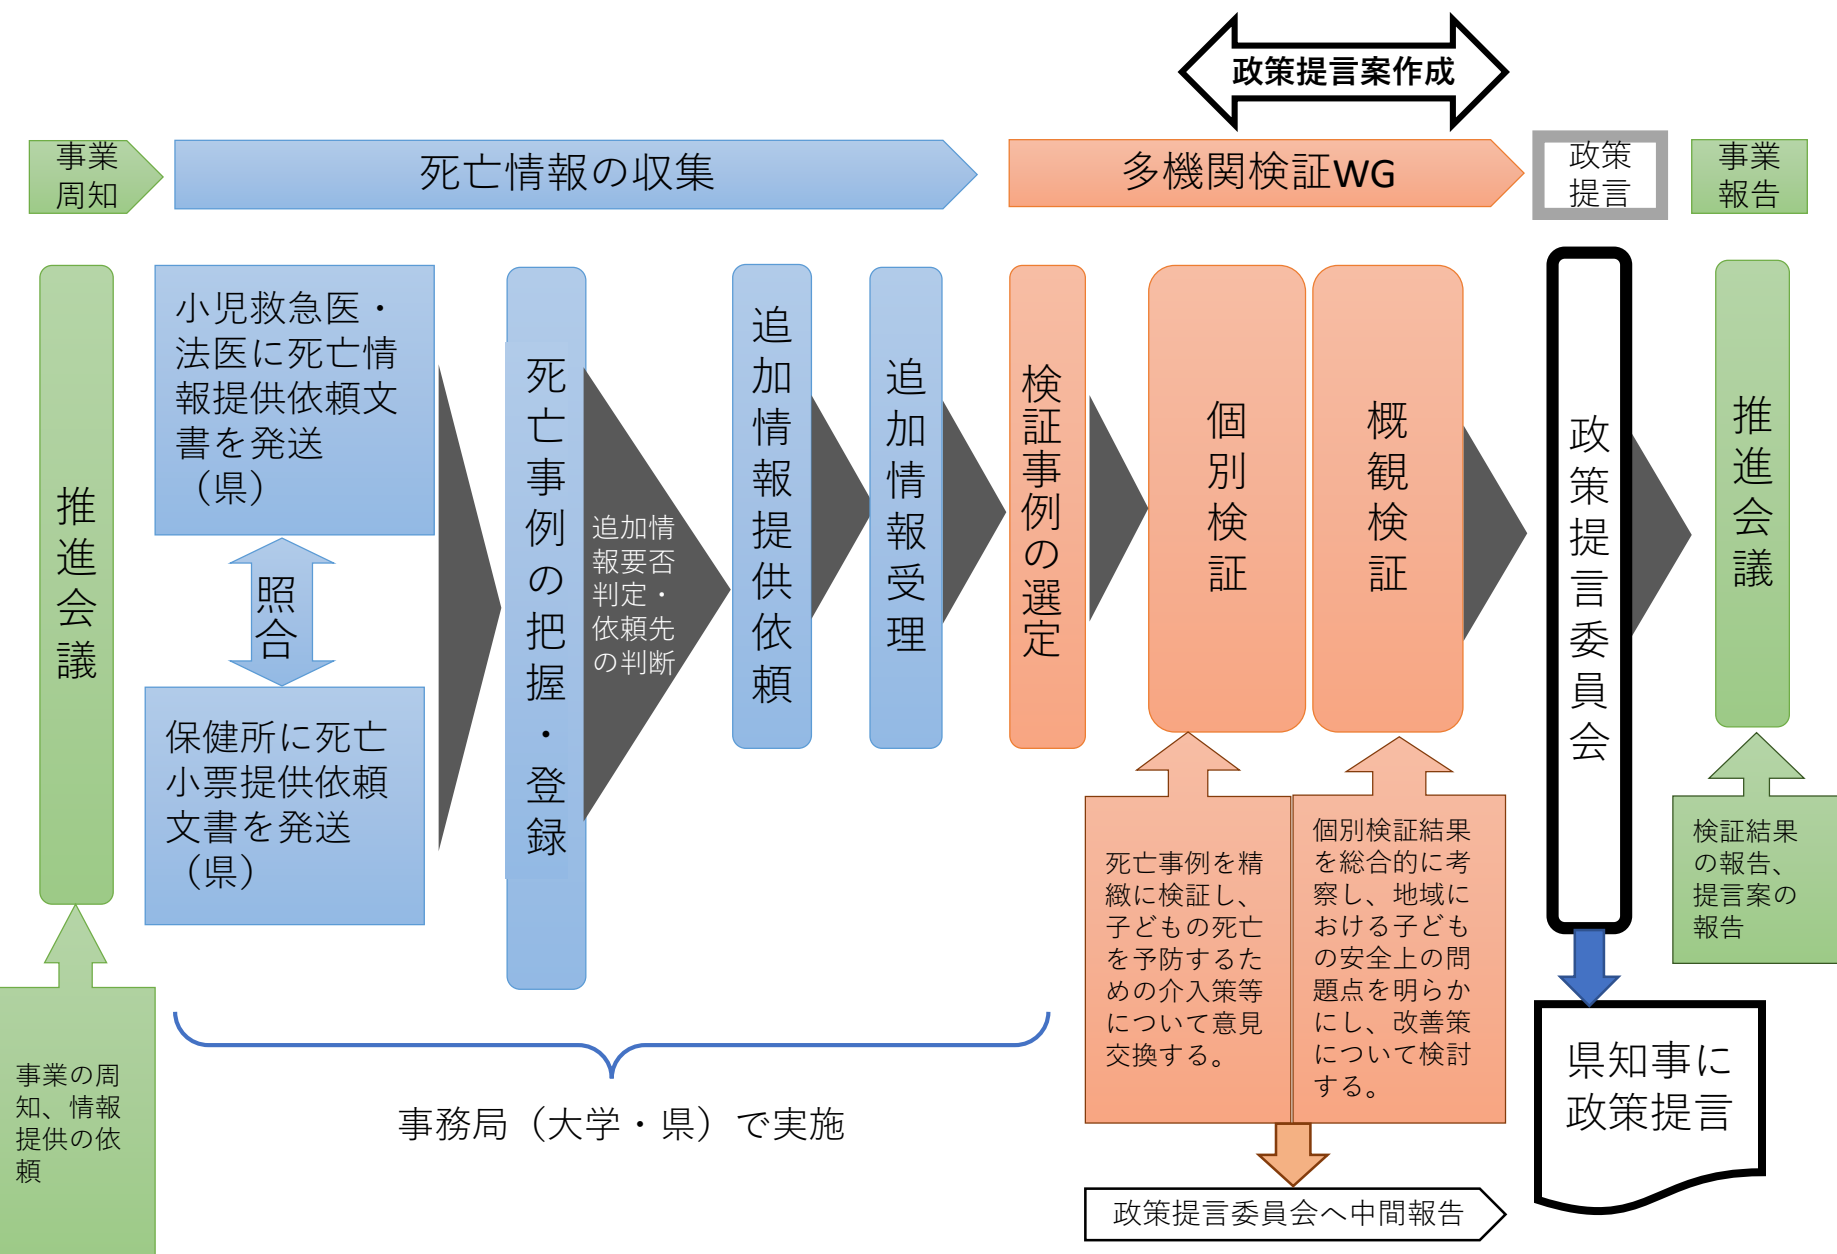 政策提言案作成
事業
周知
死亡情報の収集
多機関検証WG
政策
提言
事業
報告
推進会議
小児救急医・
法医に死亡情
報提供依頼文
書を発送
（県）
照
合
保健所に死亡
小票提供依頼
文書を発送
（県）
死亡事例の把握・登録
追加情
報要否
判定・
依頼先
の判断
追加情報提供依頼
追加情報受理
検証事例の選定
個別検証
概観検証
政策提言委員会
推進会議
事業の周
知、情報
提供の依
頼
事務局（大学・県）で実施
死亡事例を精
緻に検証し、
子どもの死亡
を予防するた
めの介入策等
について意見
交換する。
個別検証結果
を総合的に考
察し、地域に
おける子ども
の安全上の問
題点を明らか
にし、改善策
について検討
する。
政策提言委員会へ中間報告
県知事に
政策提言
検証結果
の報告、
提言案の
報告